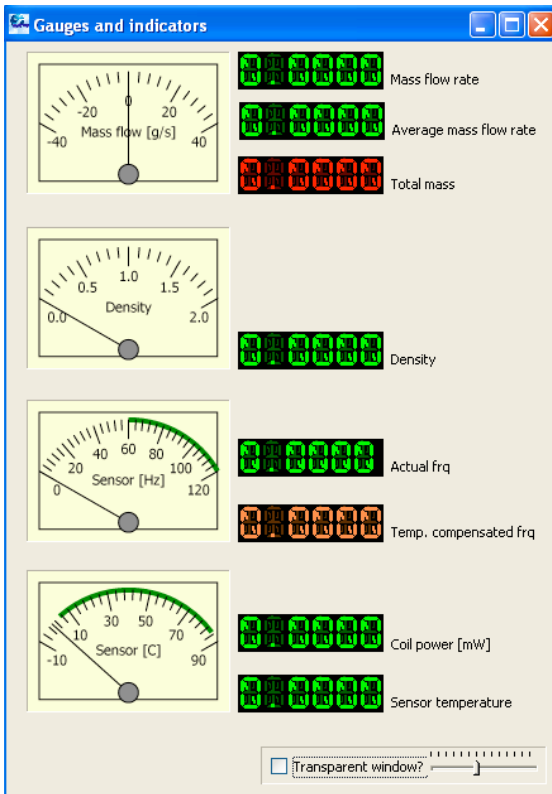 Gauges and indicators
-40 -20 0 20 40
Mass flow [g/s]
Mass flow rate
Average mass flow rate
Total mass
0.0 0.5 1.0 1.5 2.0
Density
Density
0 20 40 60 80 100 120
Sensor [Hz]
Actual frq
Temp. compensated frq
-10 10 30 50 70 90
Sensor [C]
Coil power [mW]
Sensor temperature
Transparent window?